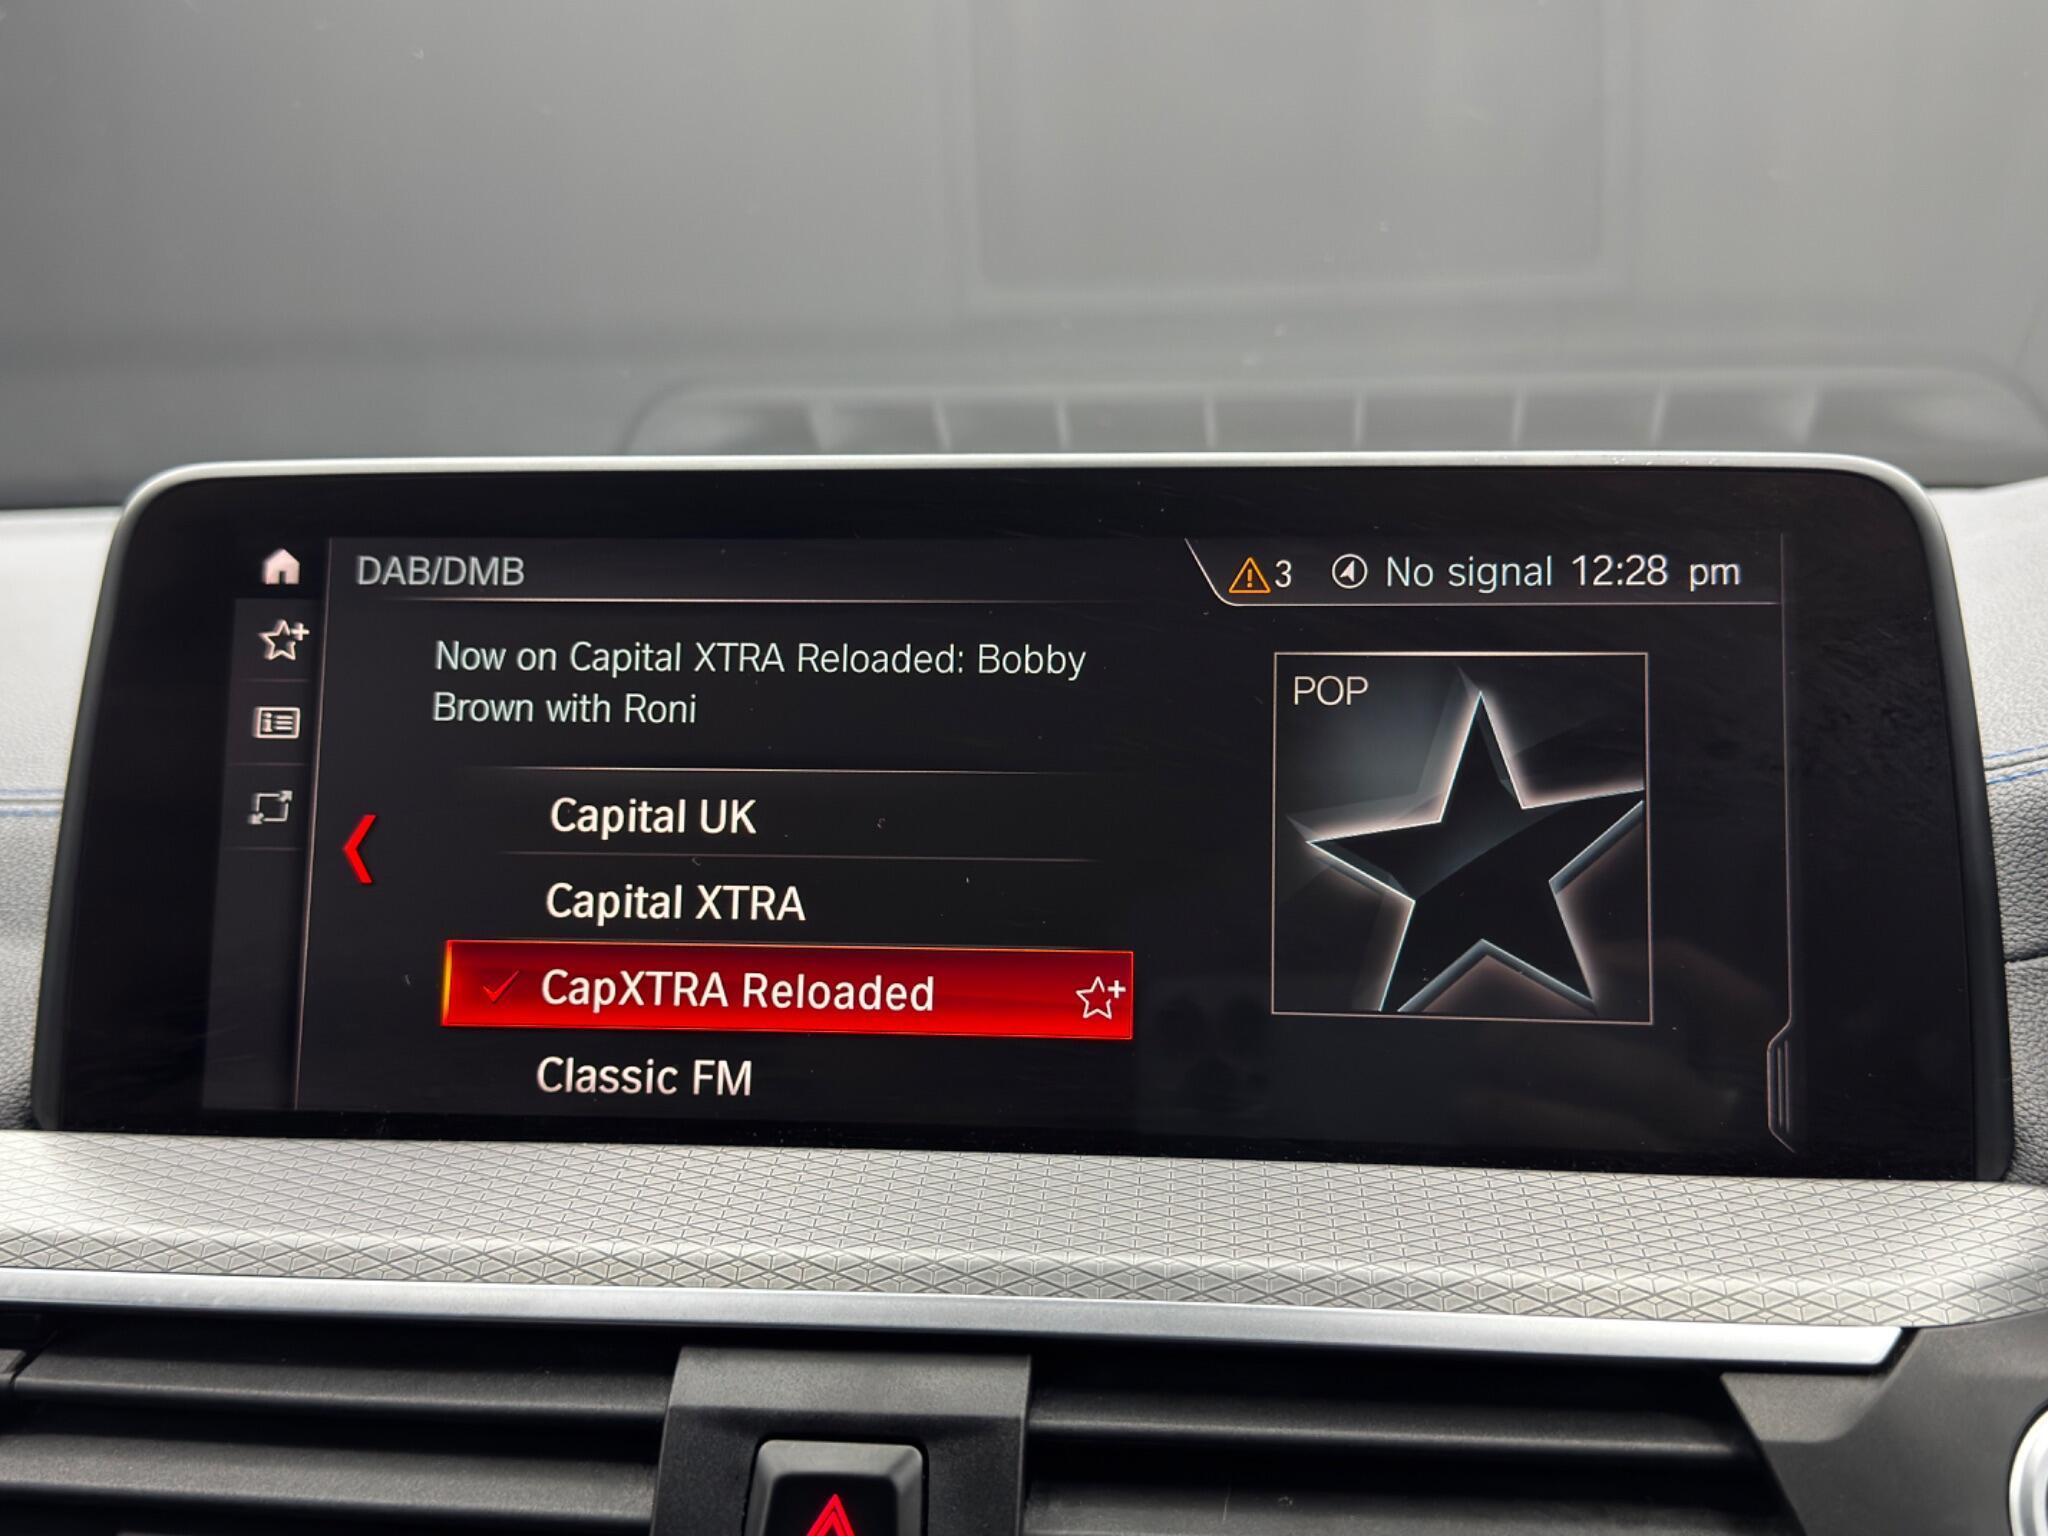 DAB/DMB
3 No signal 12:28 pm
Now on Capital XTRA Reloaded: Bobby
Brown with Roni
POP
Capital UK
Capital XTRA
CapXTRA Reloaded
Classic FM